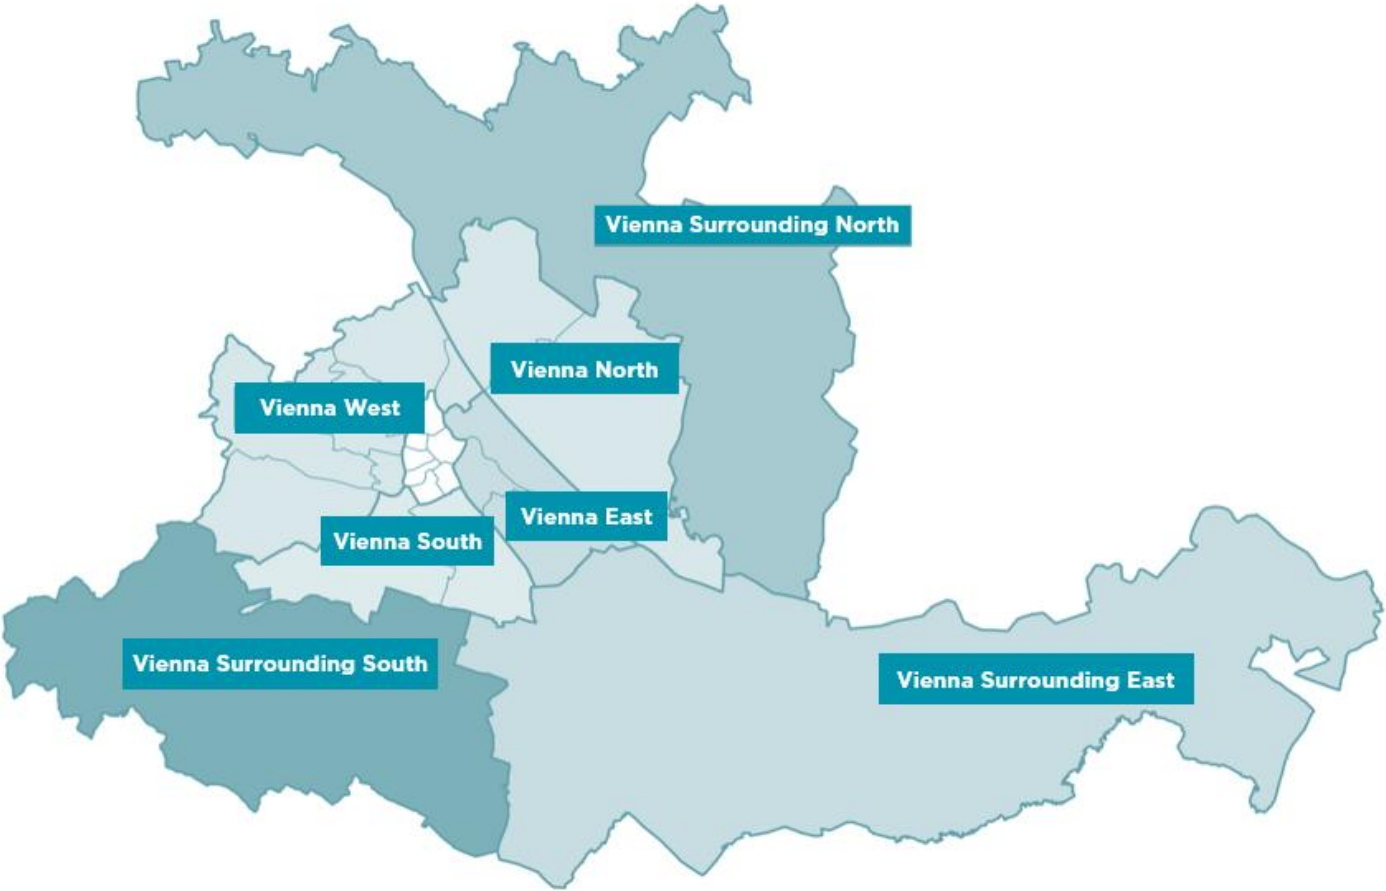 Vienna Surrounding North
Vienna North
Vienna West
Vienna East
Vienna South
Vienna Surrounding South
Vienna Surrounding East